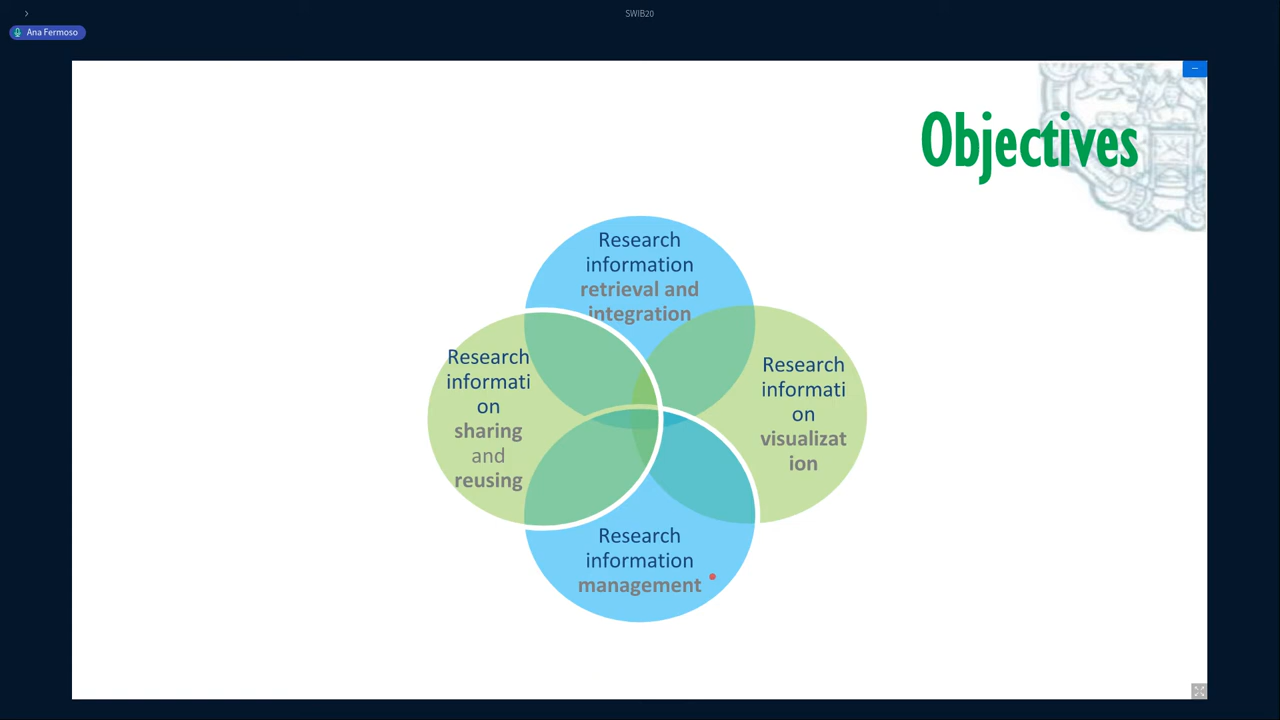 SWIB20
Ana Fermoso
Objectives
Research
information
retrieval and
integration
Research
informati
on
sharing
and
reusing
Research
informati
on
visualizat
ion
Research
information
management